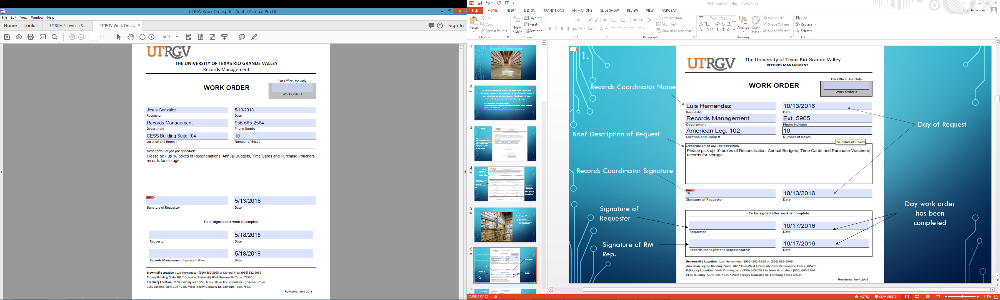 UTRGV Work Order.pdf - Adobe Acrobat Pro DC
File Edit View Window Help
Home Tools UTRGV Retention S... UTRGV Work Orde... × Sign In
1 / 1 76.3%
UTRGV
THE UNIVERSITY OF TEXAS RIO GRANDE VALLEY
Records Management
For Office Use Only
WORK ORDER
Work Order #
Jesus Gonzalez 5/13/2018
Requestor Date
Records Management 956-665-2564
Department Phone Number
CESS Building Suite 104 10
Location and Room # Number of Boxes
Description of job (be specific):
Please pick up 10 boxes of Reconciliations, Annual Budgets, Time Cards and Purchase Vouchers
records for storage.
5/13/2018
Signature of Requestor Date
To be signed after work is complete
5/18/2018
Requestor Date
5/18/2018
Records Management Representative Date
Brownsville Location : Luis Hernandez - (956) 882-5965 or Manuel Vidal (956) 882-5966
Armory Building Suite 102 * One West University Blvd. Brownsville Texas. 78520
Edinburg Location : Viola Dominguez - (956) 665-2081 or Jesus Gonzalez - (956) 665-2564
CESS Building Suite 104 * 1407 West Freddy Gonzalez Dr. Edinburg Texas 78539
Reviewed: April 2016
RM PowerPoint Final - PowerPoint
FILE HOME INSERT DESIGN TRANSITIONS ANIMATIONS SLIDE SHOW REVIEW VIEW ACROBAT Luis Hernandez
Paste Cut Copy Format Painter
Clipboard
New Slide Layout Reset Section
Slides
18
Font
Text Direction Align Text Convert to SmartArt
Paragraph
Arrange Quick Styles Shape Fill Shape Outline Shape Effects
Drawing
Find Replace Select
Editing
1
Records Management
2
The following forms are samples of Texas State Library and
3
4
5
Storage Of Files
6
7
1.
UTRGV
The University of Texas Rio Grande Valley
RECORDS MANAGEMENT
For Office Use Only
WORK ORDER
Work Order #
Records Coordinator Name
Luis Hernandez 10/13/2016
Requestor Date
Records Management Ext. 5965
Department Phone Number
American Leg. 102 10
Location and Room # Number of Boxes
Number of Boxes
Day of Request
Brief Description of Request
Description of job (be specific):
Please pick up 10 boxes of Reconciliation, Annual Budgets, Time Cards and Purchase Vouchers
records for storage.
Records Coordinator Signature
10/13/2016
Signature of Requestor Date
Signature of
Requester
To be signed after work is complete
10/17/2016
Requestor Date
Day work order
has been
completed
Signature of RM
Rep.
10/17/2016
Records Management Representative Date
Brownsville Location : Luis Hernandez - (956) 882-5965 or (956) 882-5966
American Legion Building Suite 102 * One West University Blvd. Brownsville Texas. 78520
Edinburg Location : Viola Dominguez - (956) 665-2081 or Jesus Gonzalez - (956) 665-2564
CESS Building Suite 104 * 1407 West Freddy Gonzalez Dr. Edinburg Texas 78539
Reviewed: April 2016
SLIDE 6 OF 26 NOTES COMMENTS 119%